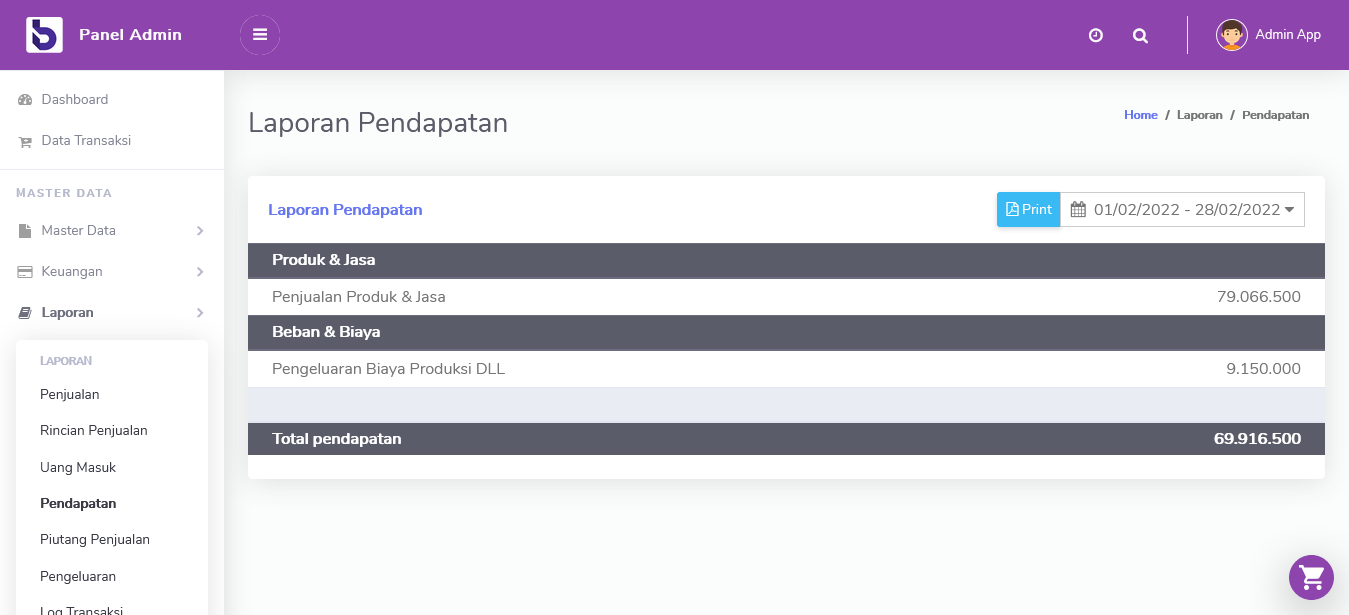 Panel Admin
Admin App
Dashboard
Data Transaksi
MASTER DATA
Master Data
Keuangan
Laporan
LAPORAN
Penjualan
Rincian Penjualan
Uang Masuk
Pendapatan
Piutang Penjualan
Pengeluaran
Log Transaksi
Laporan Pendapatan
Home / Laporan / Pendapatan
Laporan Pendapatan
Print 01/02/2022 - 28/02/2022
Produk & Jasa
Penjualan Produk & Jasa 79.066.500
Beban & Biaya
Pengeluaran Biaya Produksi DLL 9.150.000
Total pendapatan 69.916.500